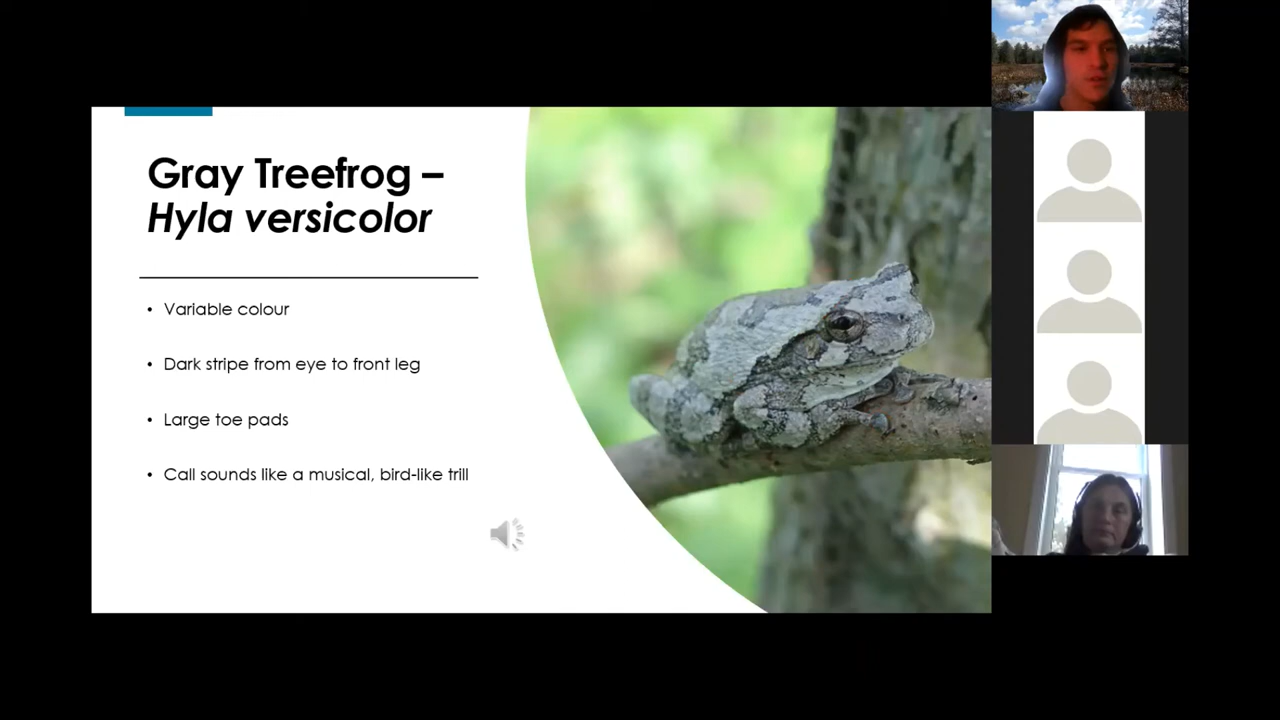 Gray Treefrog –
Hyla versicolor
• Variable colour
• Dark stripe from eye to front leg
• Large toe pads
• Call sounds like a musical, bird-like trill